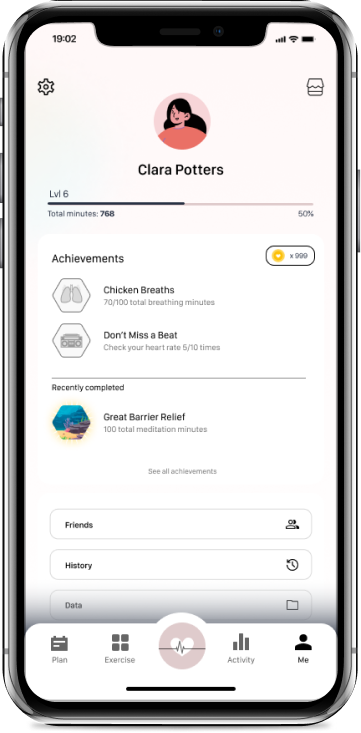 19:02
Clara Potters
Lvl 6
Total minutes: 768
50%
Achievements
x 999
Chicken Breaths
70/100 total breathing minutes
Don't Miss a Beat
Check your heart rate 5/10 times
Recently completed
Great Barrier Relief
100 total meditation minutes
See all achievements
Friends
History
Data
Plan
Exercise
Activity
Me